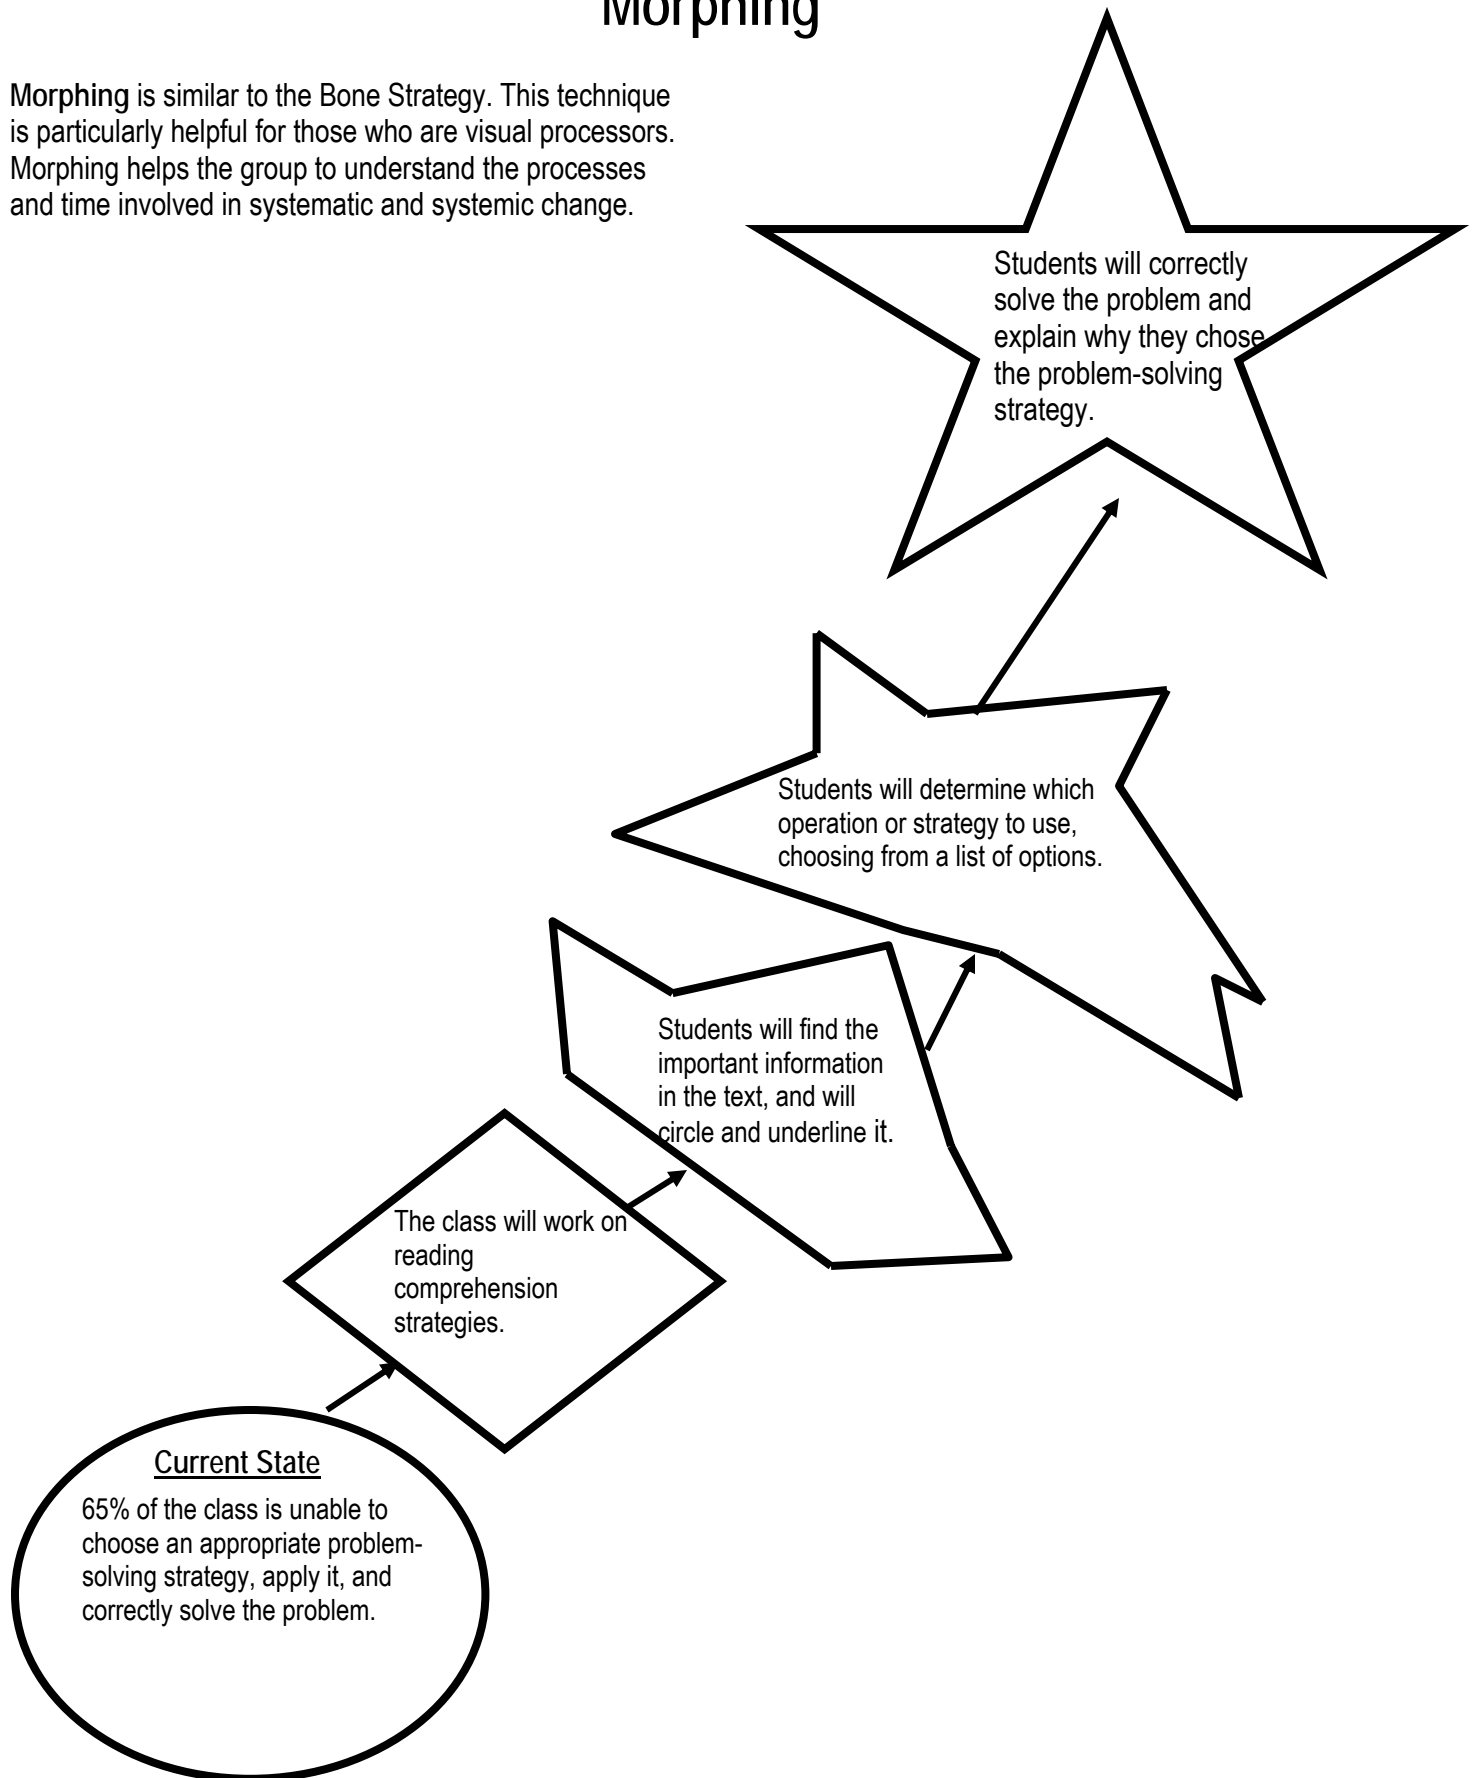 Morphing
Morphing is similar to the Bone Strategy. This technique
is particularly helpful for those who are visual processors.
Morphing helps the group to understand the processes
and time involved in systematic and systemic change.
Students will correctly
solve the problem and
explain why they chose
the problem-solving
strategy.
Students will determine which
operation or strategy to use,
choosing from a list of options.
Students will find the
important information
in the text, and will
circle and underline it.
The class will work on
reading
comprehension
strategies.
Current State
65% of the class is unable to
choose an appropriate problem-
solving strategy, apply it, and
correctly solve the problem.